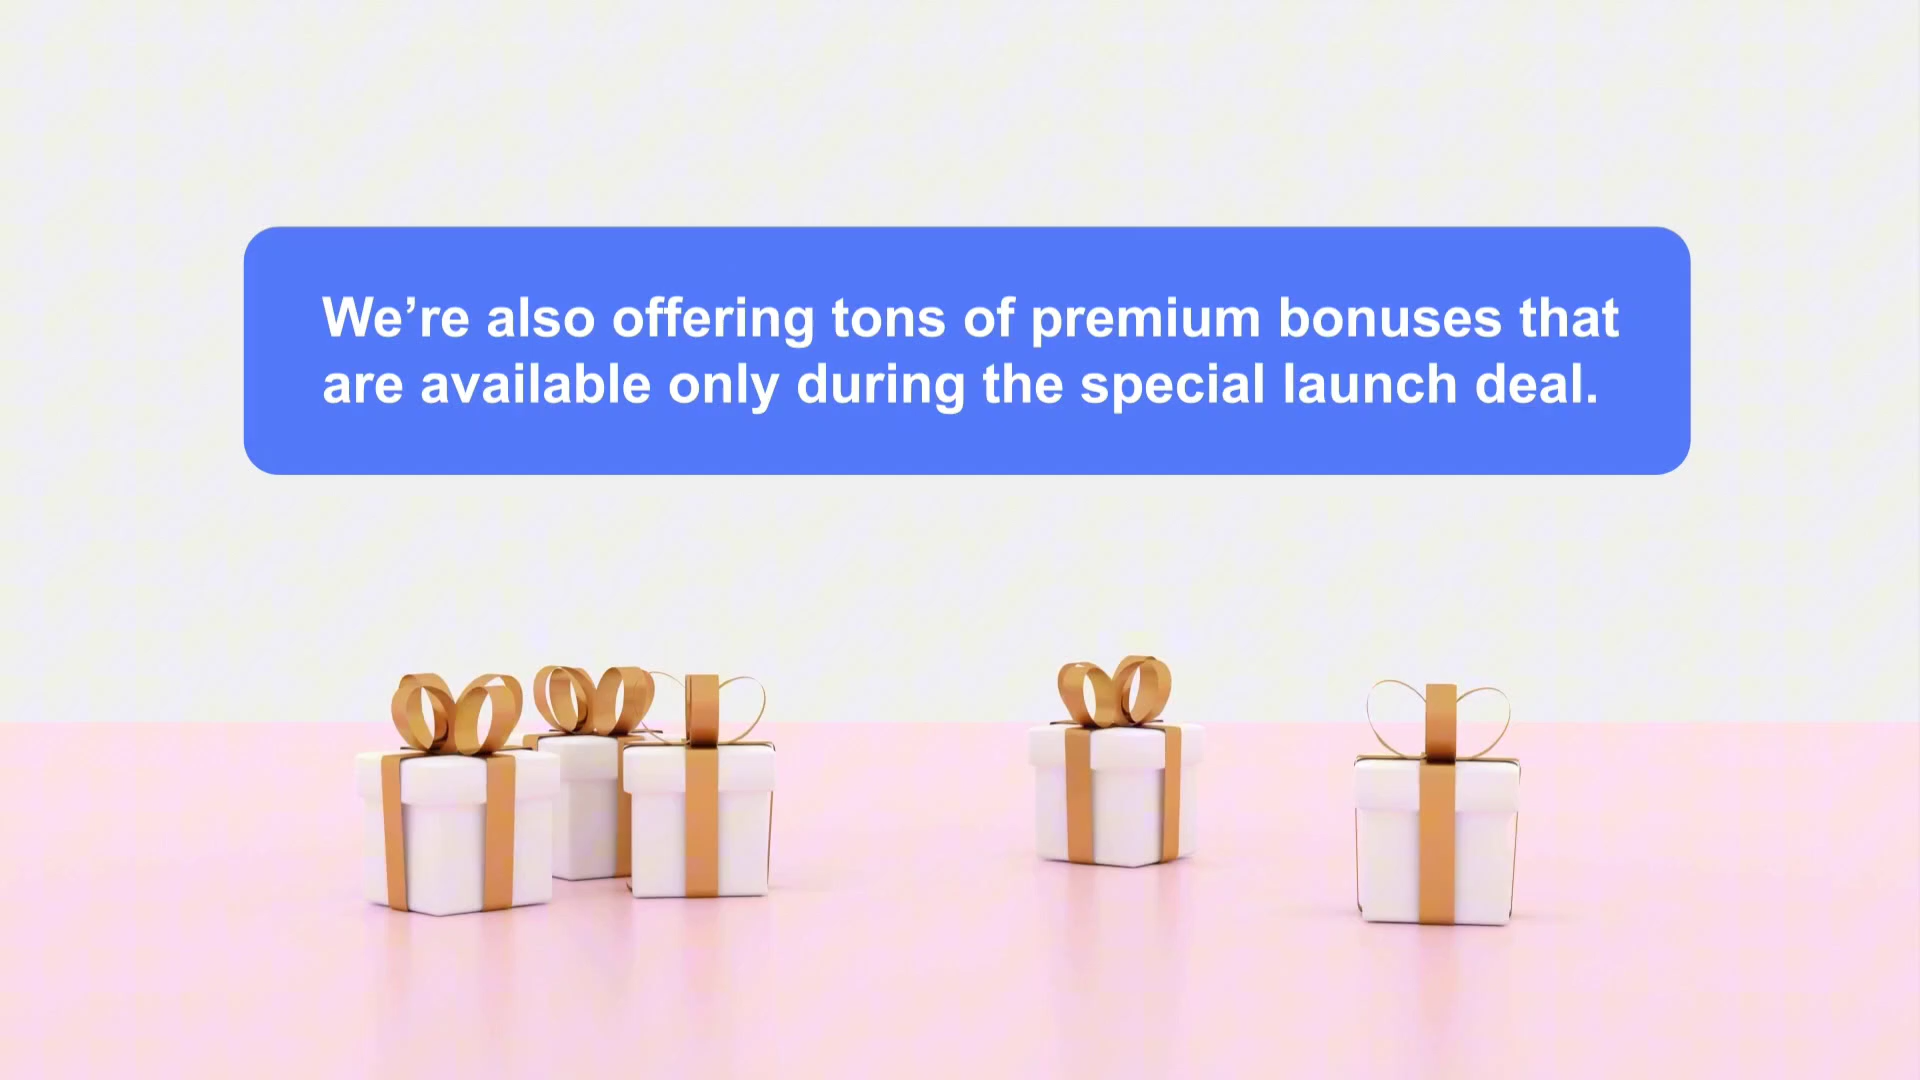 We’re also offering tons of premium bonuses that
are available only during the special launch deal.